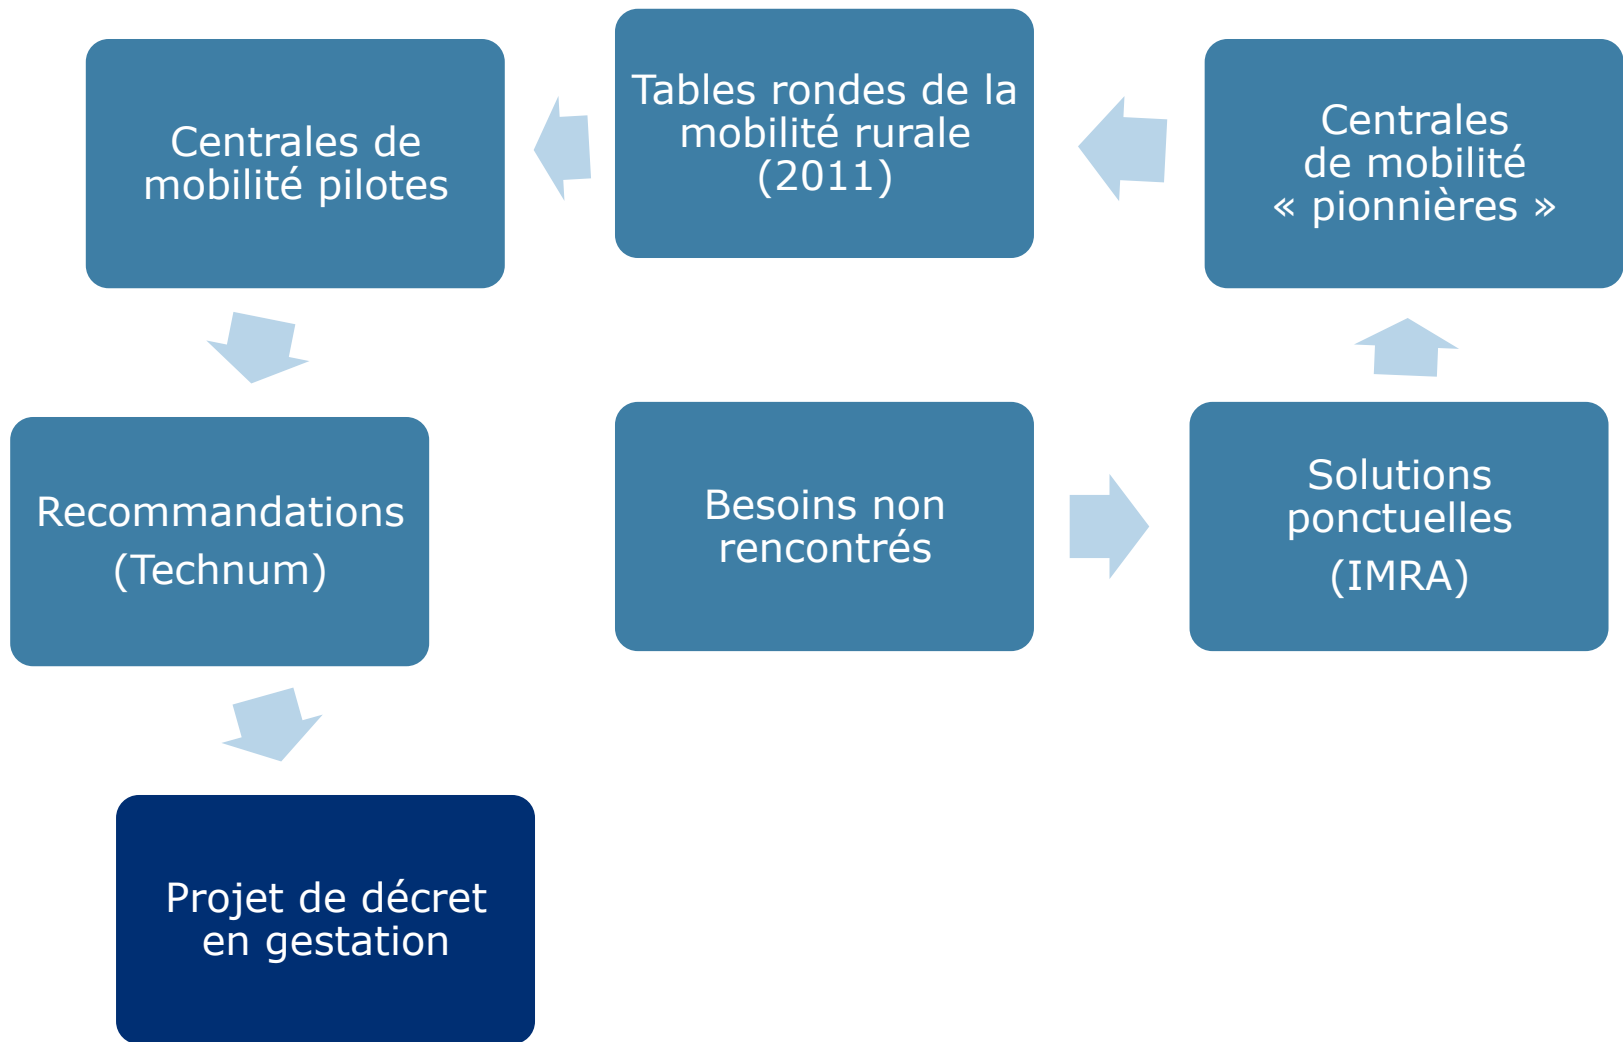 Centrales de
mobilité pilotes
Tables rondes de la
mobilité rurale
(2011)
Centrales
de mobilité
« pionnières »
Recommandations
(Technum)
Besoins non
rencontrés
Solutions
ponctuelles
(IMRA)
Projet de décret
en gestation